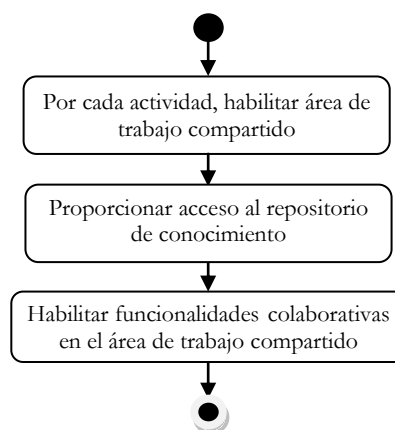 Por cada actividad, habilitar área de
trabajo compartido
Proporcionar acceso al repositorio
de conocimiento
Habilitar funcionalidades colaborativas
en el área de trabajo compartido